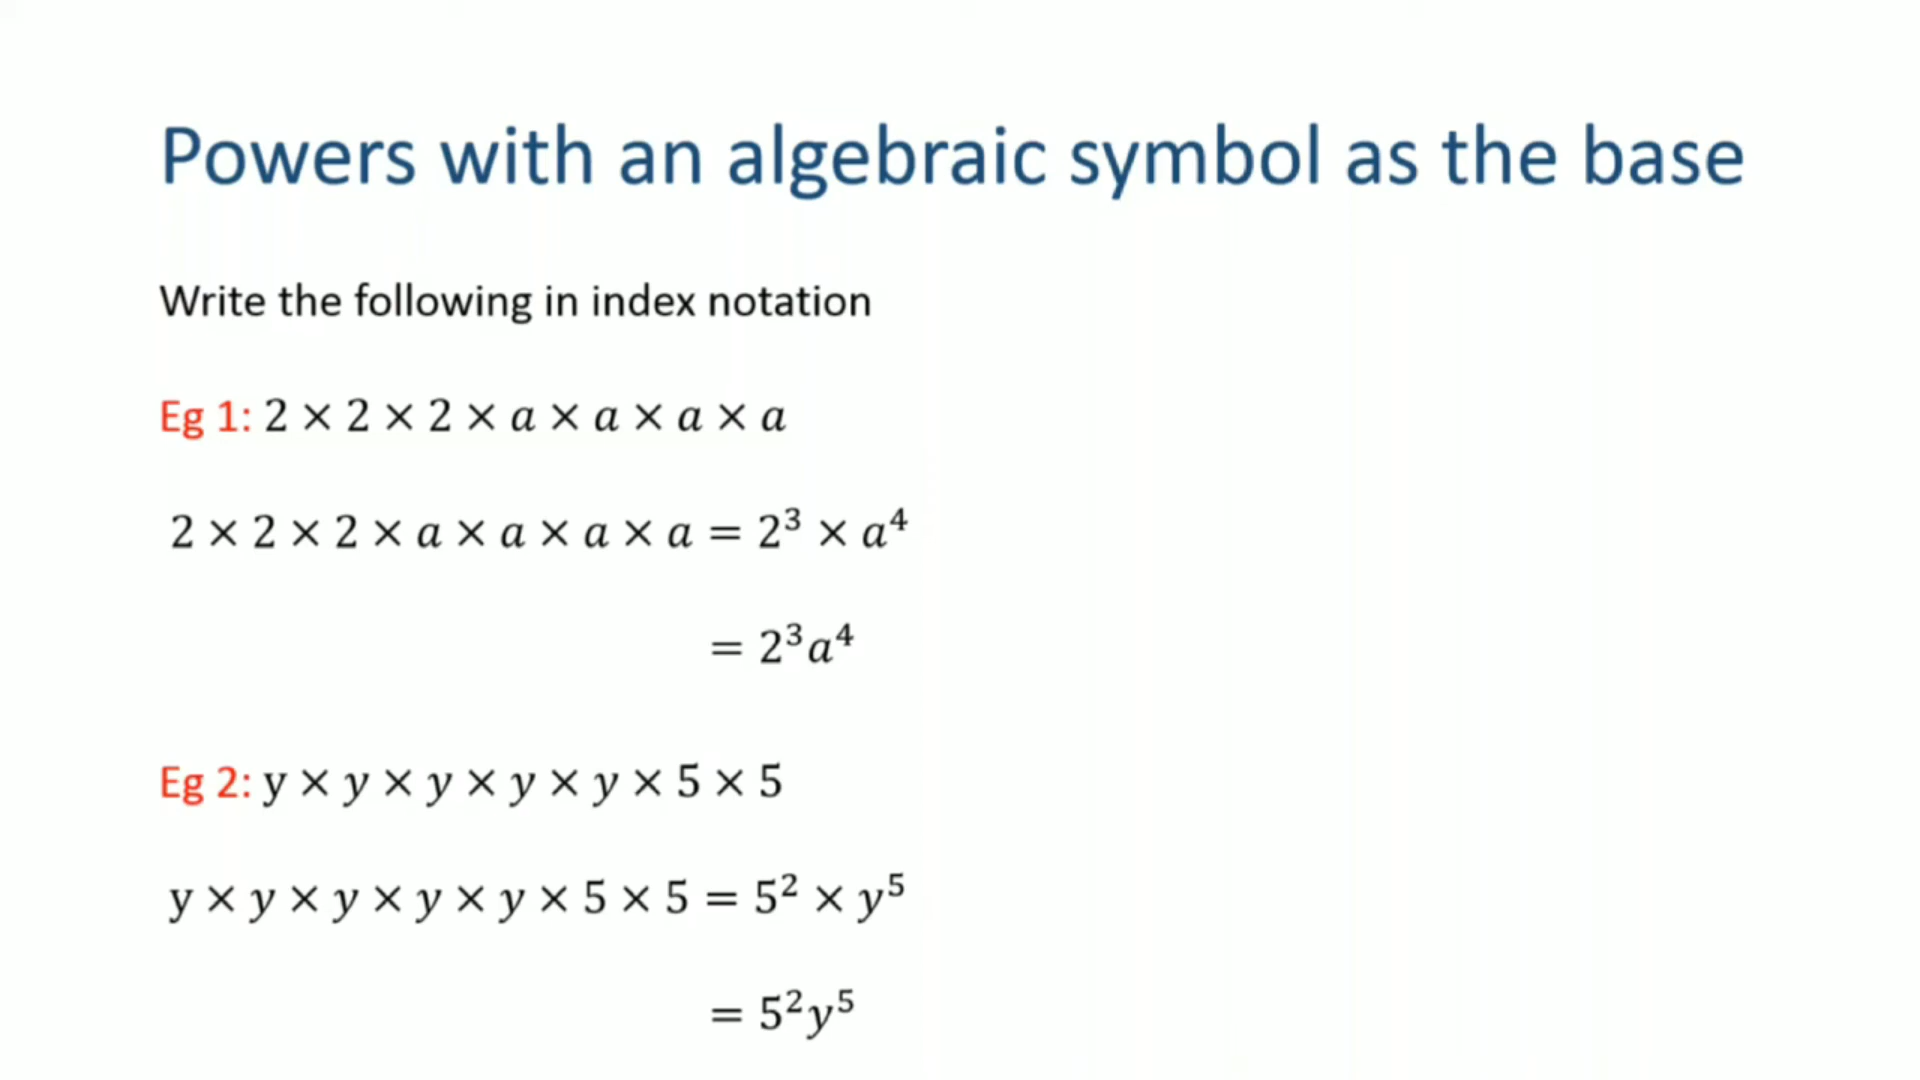 Powers with an algebraic symbol as the base
Write the following in index notation
Eg 1: 2 × 2 × 2 × a × a × a × a
2 × 2 × 2 × a × a × a × a = 2³ × a⁴
= 2³a⁴
Eg 2: y × y × y × y × y × 5 × 5
y × y × y × y × y × 5 × 5 = 5² × y⁵
= 5²y⁵